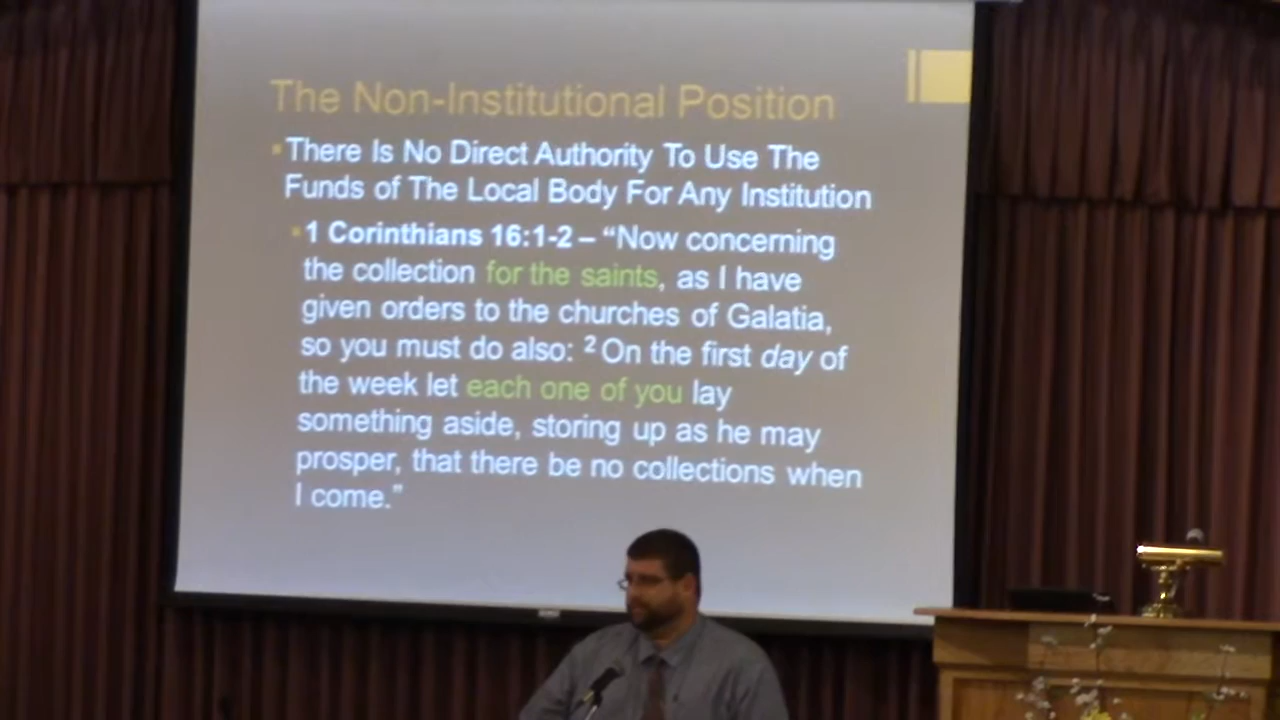 The Non-Institutional Position
There Is No Direct Authority To Use The
Funds of The Local Body For Any Institution
1 Corinthians 16:1-2 – “Now concerning
the collection for the saints, as I have
given orders to the churches of Galatia,
so you must do also: ² On the first day of
the week let each one of you lay
something aside, storing up as he may
prosper, that there be no collections when
I come.”